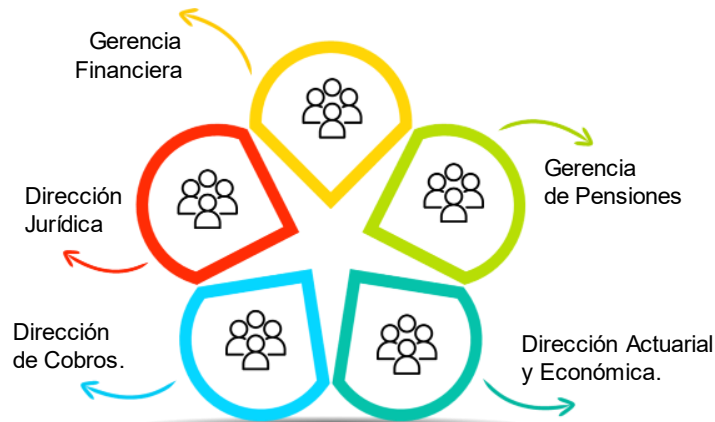 Gerencia
Financiera
Gerencia
de Pensiones
Dirección
Jurídica
Dirección
de Cobros.
Dirección Actuarial
y Económica.